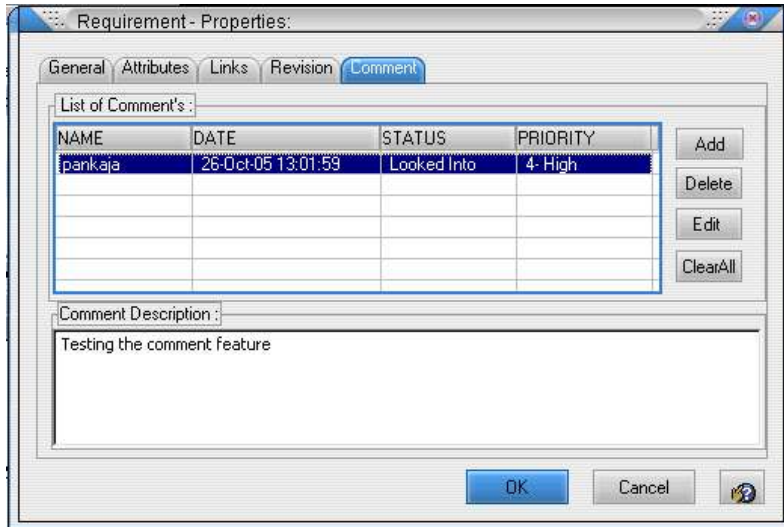 Requirement - Properties:
General Attributes Links Revision Comment
List of Comment's :
NAME DATE STATUS PRIORITY
pankaja 26-Oct-05 13:01:59 Looked Into 4- High
Add
Delete
Edit
ClearAll
Comment Description :
Testing the comment feature
OK Cancel